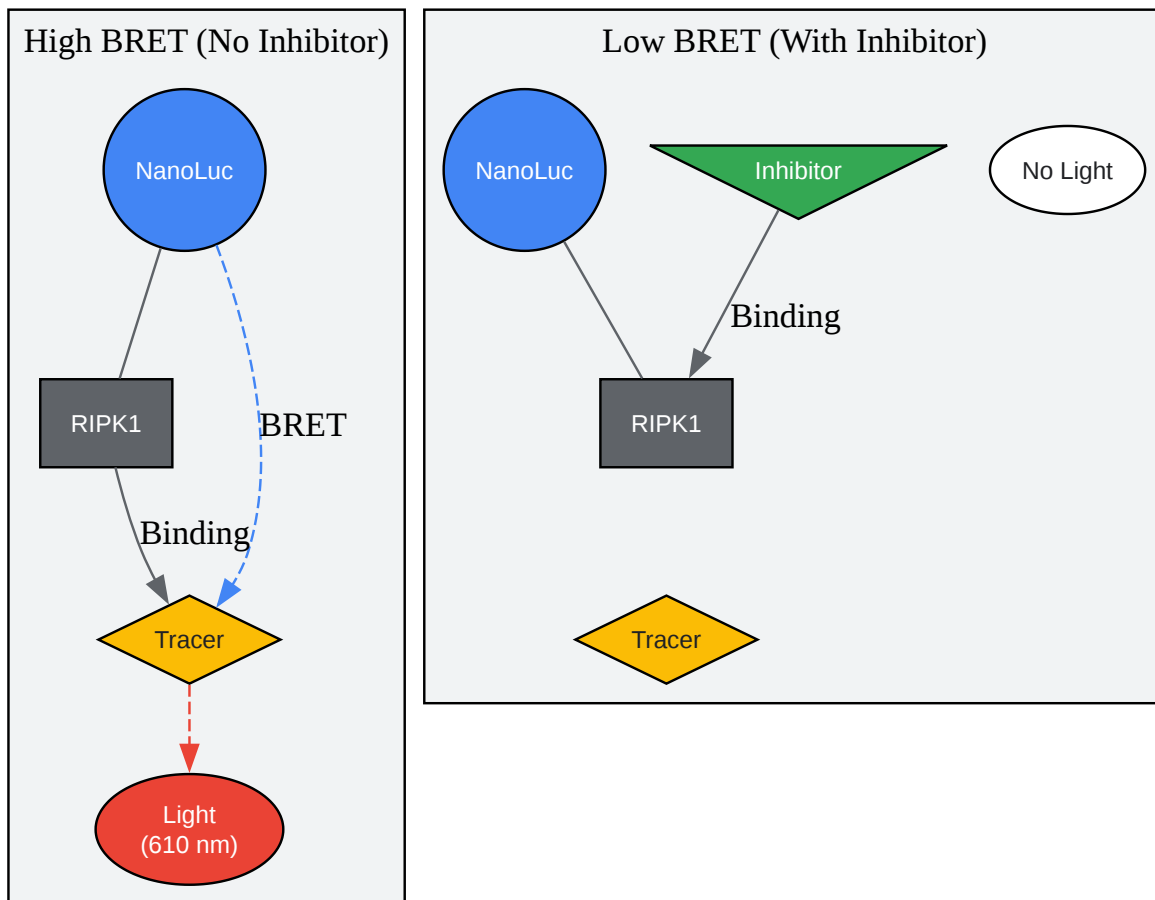 High BRET (No Inhibitor)
NanoLuc
RIPK1
BRET
Binding
Tracer
Light
(610 nm)
Low BRET (With Inhibitor)
NanoLuc
Inhibitor
No Light
Binding
RIPK1
Tracer